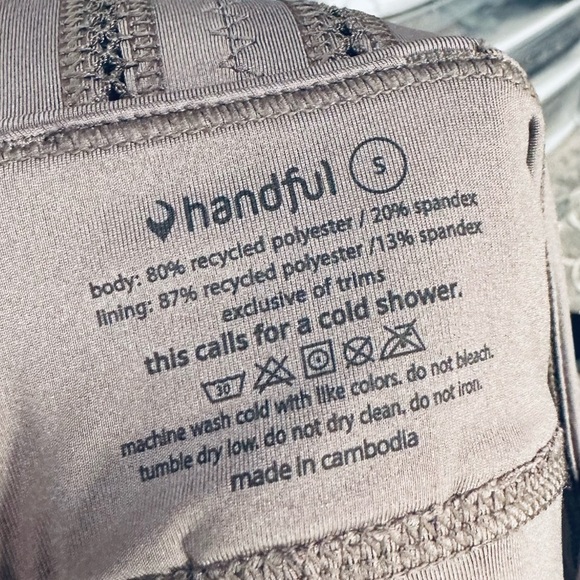 handful S
body: 80% recycled polyester / 20% spandex
lining: 87% recycled polyester /13% spandex
exclusive of trims
this calls for a cold shower.
30
machine wash cold with like colors. do not bleach.
tumble dry low. do not dry clean. do not iron.
made in cambodia